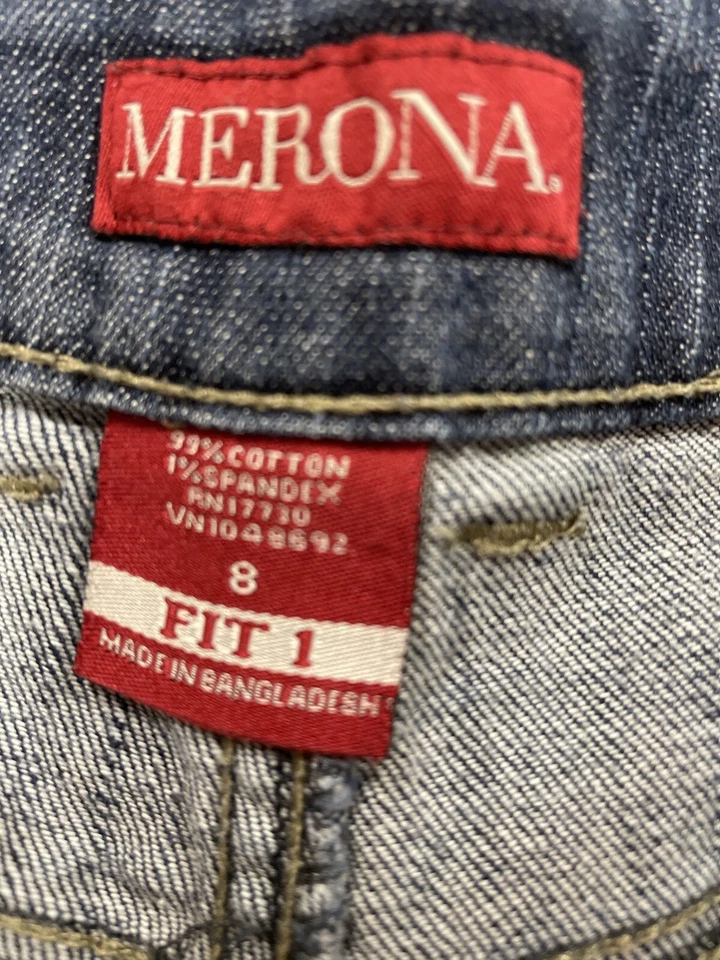 MERONA®
99%COTTON
1%SPANDEX
RN17730
VN1048692
8
FIT 1
MADE IN BANGLADESH